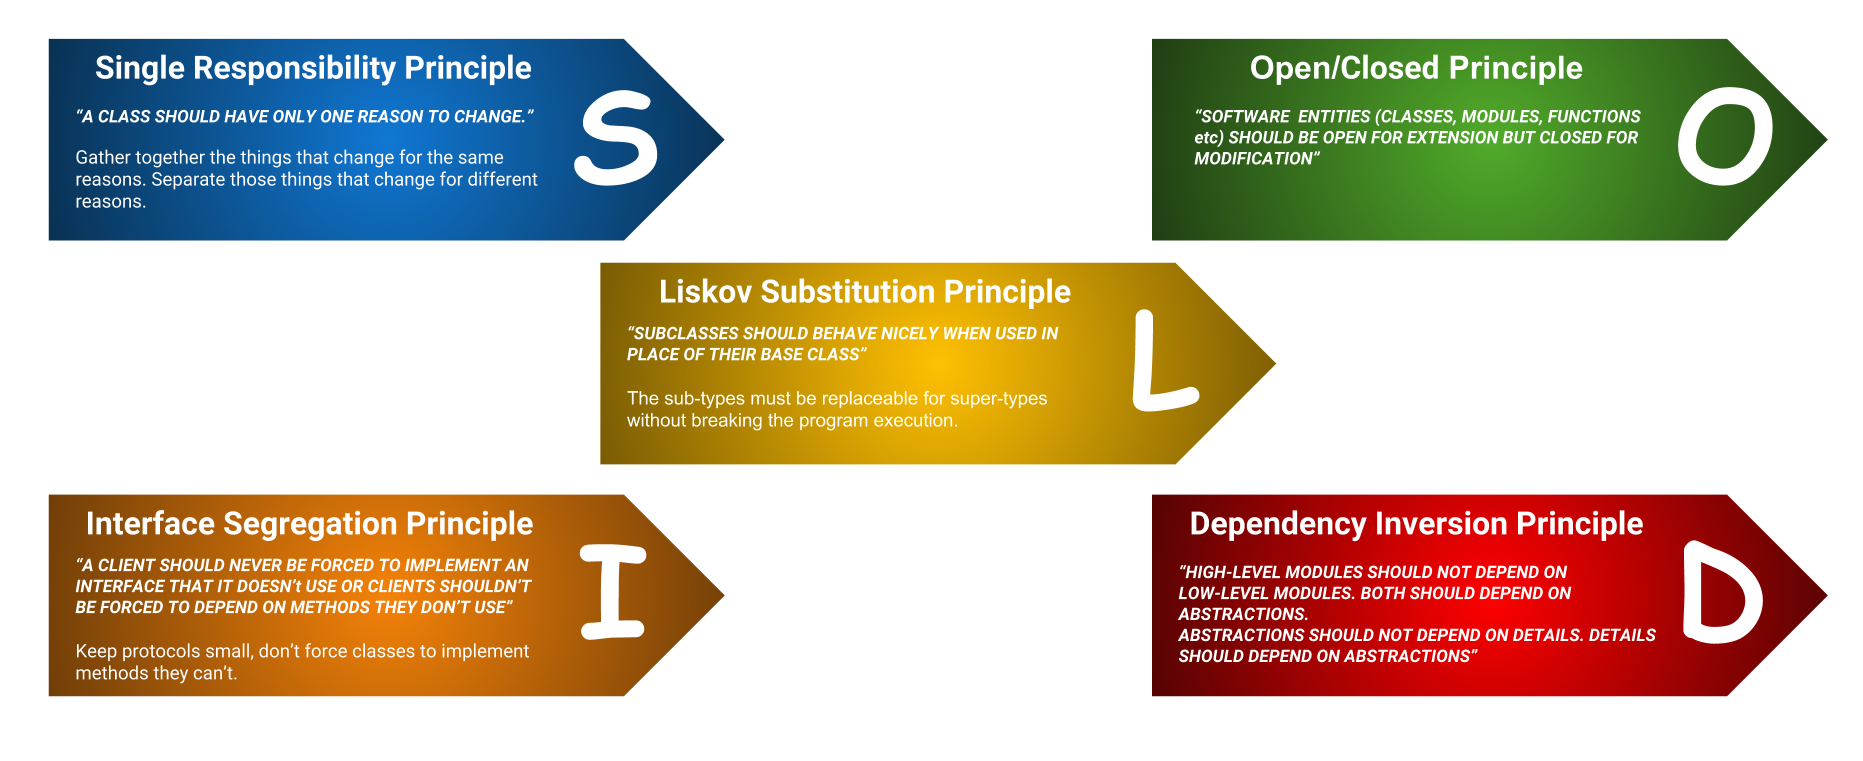 Single Responsibility Principle
“A CLASS SHOULD HAVE ONLY ONE REASON TO CHANGE.”
Gather together the things that change for the same
reasons. Separate those things that change for different
reasons.
S
Open/Closed Principle
“SOFTWARE  ENTITIES (CLASSES, MODULES, FUNCTIONS
etc) SHOULD BE OPEN FOR EXTENSION BUT CLOSED FOR
MODIFICATION”
O
Liskov Substitution Principle
“SUBCLASSES SHOULD BEHAVE NICELY WHEN USED IN
PLACE OF THEIR BASE CLASS”
The sub-types must be replaceable for super-types
without breaking the program execution.
L
Interface Segregation Principle
“A CLIENT SHOULD NEVER BE FORCED TO IMPLEMENT AN
INTERFACE THAT IT DOESN’t USE OR CLIENTS SHOULDN’T
BE FORCED TO DEPEND ON METHODS THEY DON’T USE”
Keep protocols small, don’t force classes to implement
methods they can’t.
I
Dependency Inversion Principle
“HIGH-LEVEL MODULES SHOULD NOT DEPEND ON
LOW-LEVEL MODULES. BOTH SHOULD DEPEND ON
ABSTRACTIONS.
ABSTRACTIONS SHOULD NOT DEPEND ON DETAILS. DETAILS
SHOULD DEPEND ON ABSTRACTIONS”
D